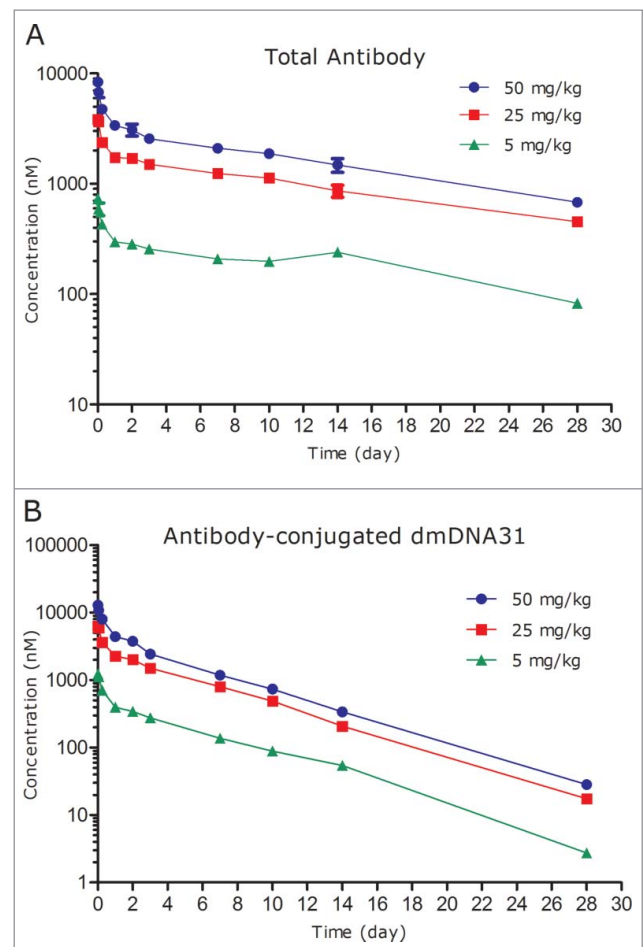 A
Total Antibody
Concentration (nM)
10000
1000
100
10
50 mg/kg
25 mg/kg
5 mg/kg
0 2 4 6 8 10 12 14 16 18 20 22 24 26 28 30
Time (day)
B
Antibody-conjugated dmDNA31
Concentration (nM)
100000
10000
1000
100
10
1
50 mg/kg
25 mg/kg
5 mg/kg
0 2 4 6 8 10 12 14 16 18 20 22 24 26 28 30
Time (day)